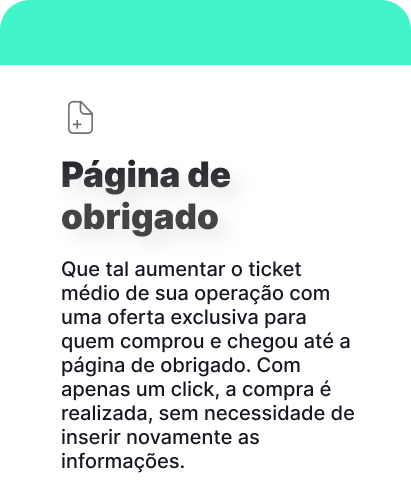 Página de
obrigado
Que tal aumentar o ticket
médio de sua operação com
uma oferta exclusiva para
quem comprou e chegou até a
página de obrigado. Com
apenas um click, a compra é
realizada, sem necessidade de
inserir novamente as
informações.